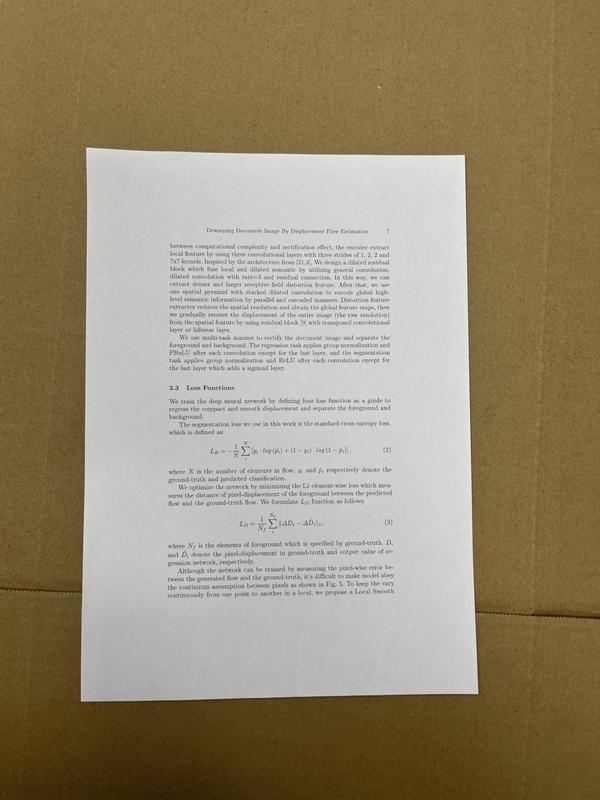 Dewarping Document Image By Displacement Flow Estimation 7
between computational complexity and rectification effect, the encoder extract
local feature by using three convolutional layers with three strides of 1, 2, 2 and
7x7 kernels. Inspired by the architecture from [21,4], We design a dilated residual
block which fuse local and dilated semantic by utilizing general convolution,
dilated convolution with rate=3 and residual connection. In this way, we can
extract denser and larger receptive field distortion feature. After that, we use
one spatial pyramid with stacked dilated convolution to encode global high-
level semantic information by parallel and cascaded manners. Distortion feature
extractor reduces the spatial resolution and obtain the global feature maps, then
we gradually recover the displacement of the entire image (the raw resolution)
from the spatial feature by using residual block [9] with transposed convolutional
layer or bilinear layer.
We use multi-task manner to rectify the document image and separate the
foreground and background. The regression task applies group normalization and
PReLU after each convolution except for the last layer, and the segmentation
task applies group normalization and ReLU after each convolution except for
the last layer which adds a sigmoid layer.
3.3 Loss Functions
We train the deep neural network by defining four loss function as a guide to
regress the compact and smooth displacement and separate the foreground and
background.
The segmentation loss we use in this work is the standard cross entropy loss,
which is defined as:
L_B = −1/N ∑_i^N [y_i · log (p̂_i) + (1 − y_i) · log (1 − p̂_i)] , (2)
where N is the number of elements in flow, y_i and p̂_i respectively denote the
ground-truth and predicted classification.
We optimize the network by minimizing the L1 element-wise loss which mea-
sures the distance of pixel-displacement of the foreground between the predicted
flow and the ground-truth flow. We formulate L_D function as follows:
L_D = 1/N_f ∑_i^{N_f} ‖ΔD_i − ΔD̂_i‖_1, (3)
where N_f is the elements of foreground which is specified by ground-truth. D_i
and D̂_i denote the pixel-displacement in ground-truth and output value of re-
gression network, respectively.
Although the network can be trained by measuring the pixel-wise error be-
tween the generated flow and the ground-truth, it's difficult to make model obey
the continuum assumption between pixels as shown in Fig. 5. To keep the vary
continuously from one point to another in a local, we propose a Local Smooth